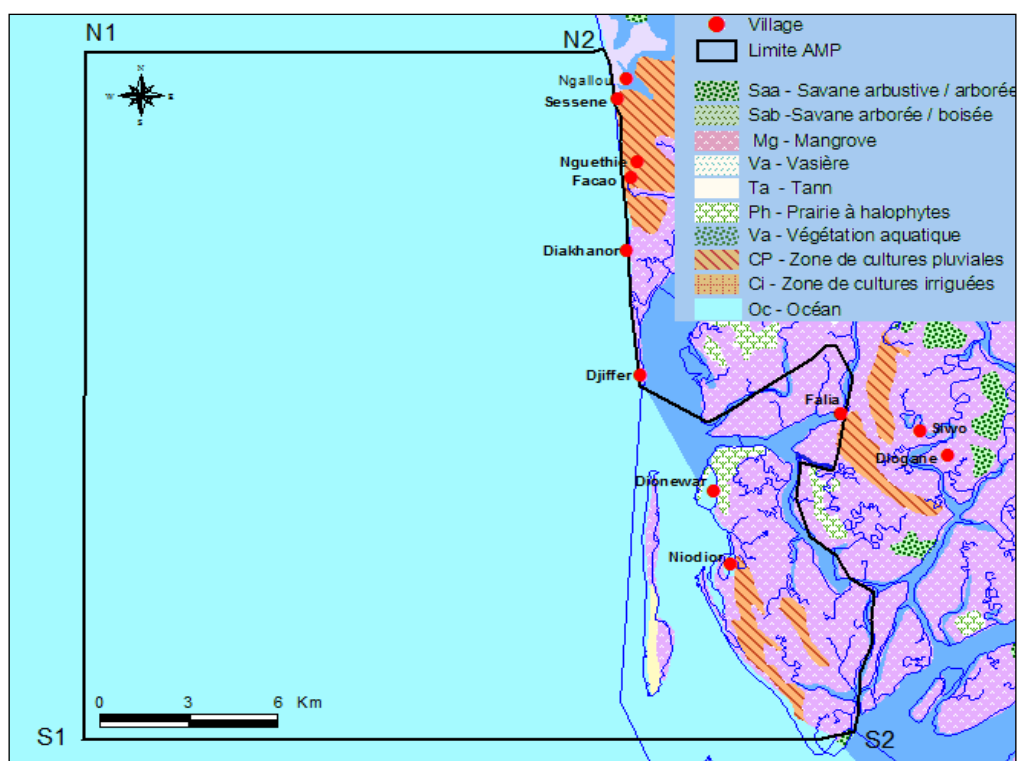 N1
N2
N
W
E
S
Village
Limite AMP
Saa - Savane arbustive / arborée
Sab -Savane arborée / boisée
Mg - Mangrove
Va - Vasière
Ta - Tann
Ph - Prairie à halophytes
Va - Végétation aquatique
CP - Zone de cultures pluviales
Ci - Zone de cultures irriguées
Oc - Océan
Ngallou
Sessene
Nguethie
Facao
Diakhanor
Djiffer
Falia
Diogane
Dionewar
Niodior
0 3 6 Km
S1
S2